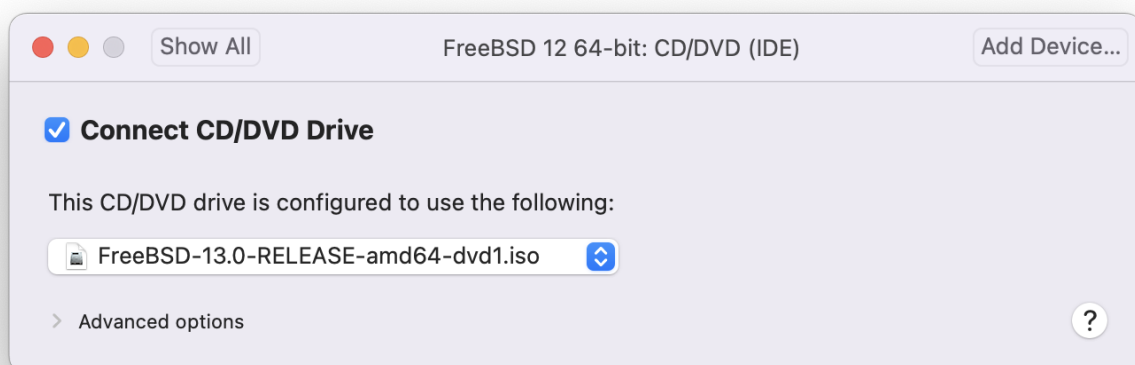 Show All
FreeBSD 12 64-bit: CD/DVD (IDE)
Add Device...
Connect CD/DVD Drive
This CD/DVD drive is configured to use the following:
FreeBSD-13.0-RELEASE-amd64-dvd1.iso
Advanced options
?